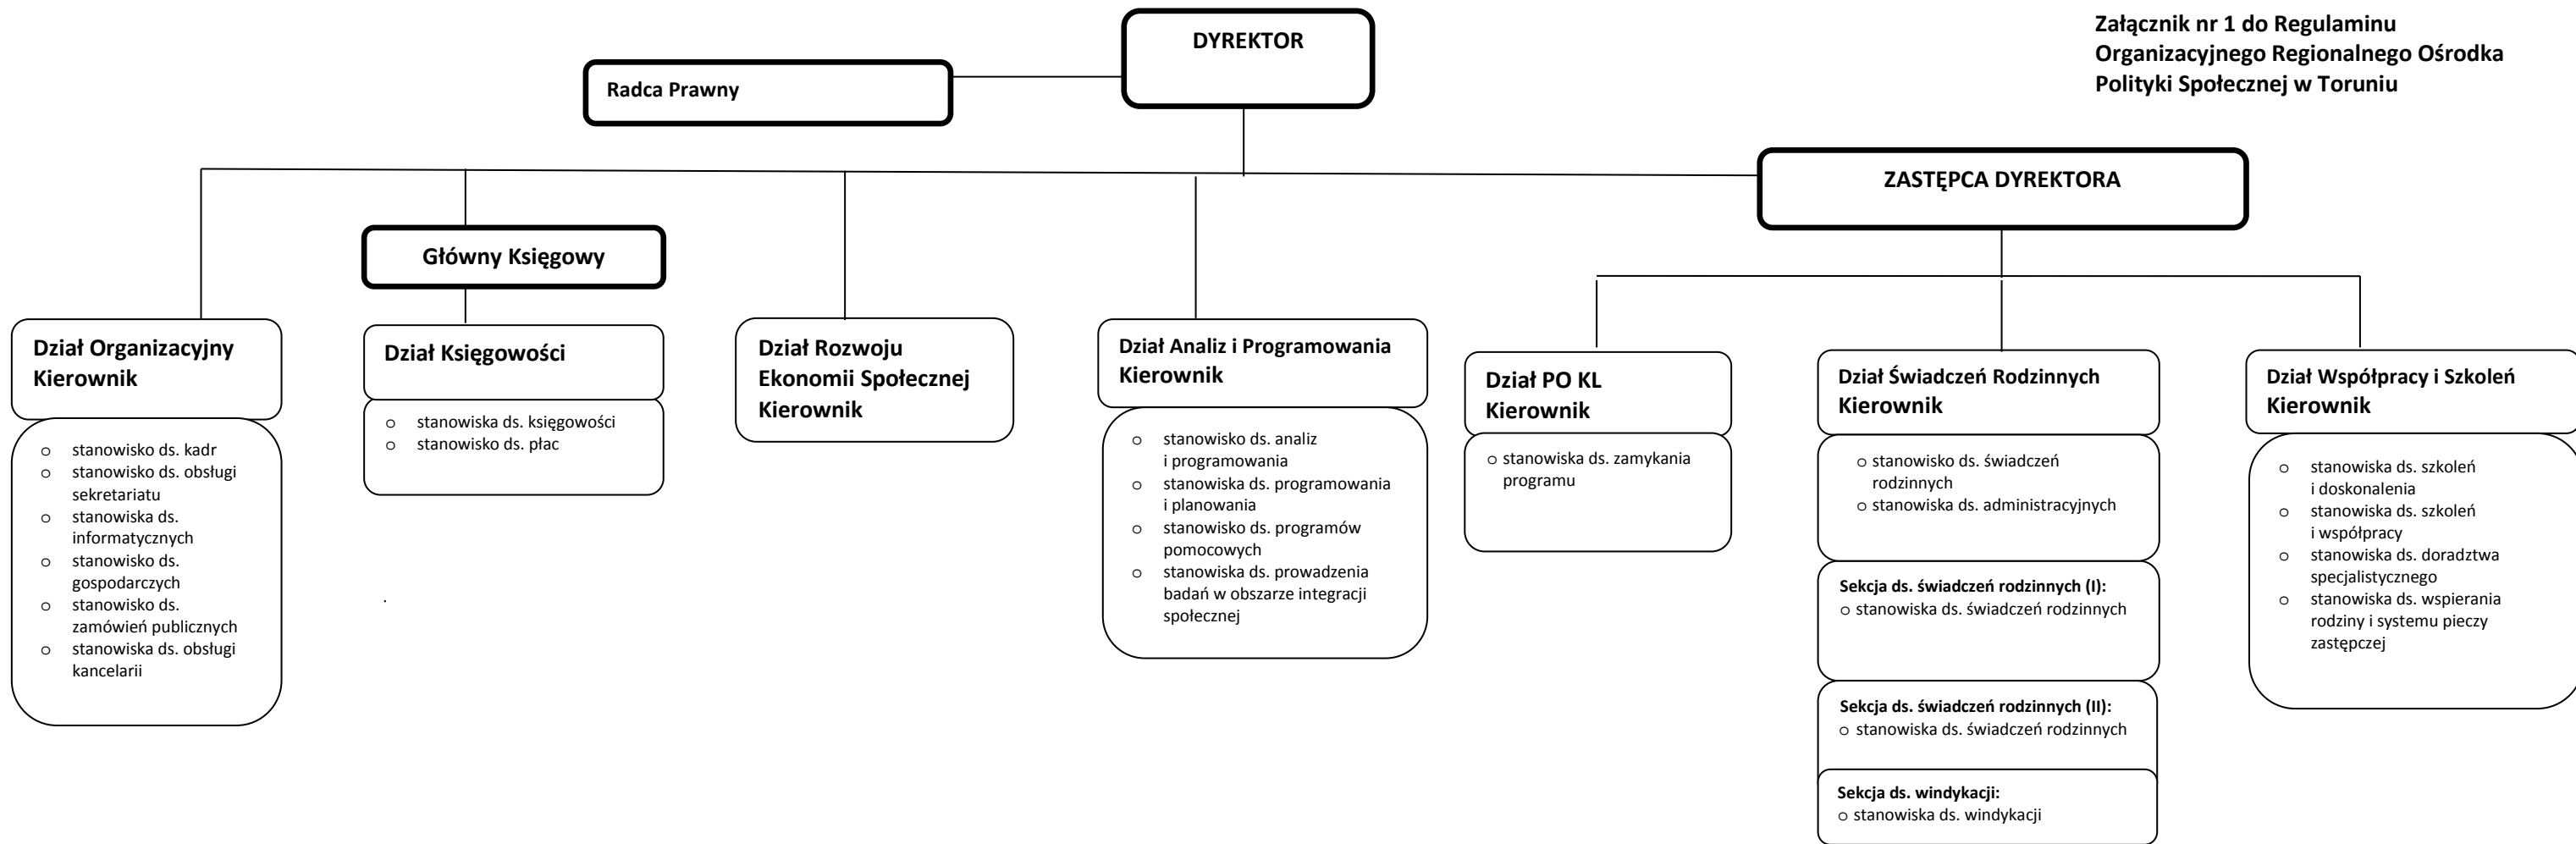 DYREKTOR
Załącznik nr 1 do Regulaminu
Organizacyjnego Regionalnego Ośrodka
Polityki Społecznej w Toruniu
Radca Prawny
ZASTĘPCA DYREKTORA
Główny Księgowy
Dział Organizacyjny
Kierownik
o stanowisko ds. kadr
o stanowisko ds. obsługi
sekretariatu
o stanowiska ds.
informatycznych
o stanowisko ds.
gospodarczych
o stanowisko ds.
zamówień publicznych
o stanowiska ds. obsługi
kancelarii
Dział Księgowości
o stanowiska ds. księgowości
o stanowisko ds. płac
.
Dział Rozwoju
Ekonomii Społecznej
Kierownik
Dział Analiz i Programowania
Kierownik
o stanowisko ds. analiz
i programowania
o stanowiska ds. programowania
i planowania
o stanowisko ds. programów
pomocowych
o stanowiska ds. prowadzenia
badań w obszarze integracji
społecznej
Dział PO KL
Kierownik
o stanowiska ds. zamykania
programu
Dział Świadczeń Rodzinnych
Kierownik
o stanowisko ds. świadczeń
rodzinnych
o stanowiska ds. administracyjnych
Sekcja ds. świadczeń rodzinnych (I):
o stanowiska ds. świadczeń rodzinnych
Sekcja ds. świadczeń rodzinnych (II):
o stanowiska ds. świadczeń rodzinnych
Sekcja ds. windykacji:
o stanowiska ds. windykacji
Dział Współpracy i Szkoleń
Kierownik
o stanowiska ds. szkoleń
i doskonalenia
o stanowiska ds. szkoleń
i współpracy
o stanowiska ds. doradztwa
specjalistycznego
o stanowiska ds. wspierania
rodziny i systemu pieczy
zastępczej